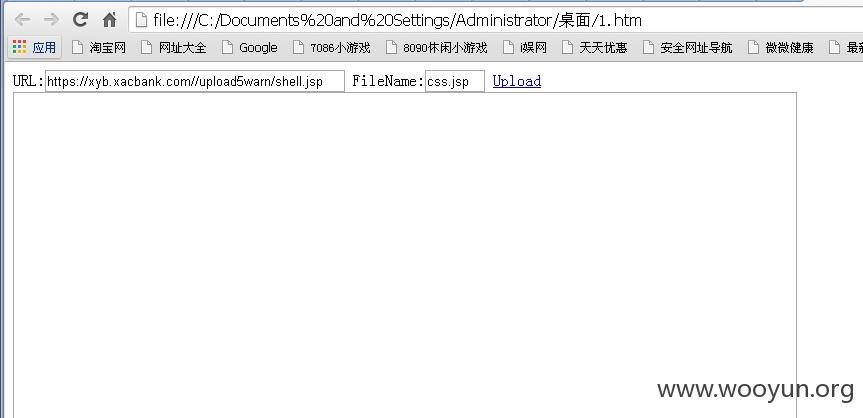 file:///C:/Documents%20and%20Settings/Administrator/桌面/1.htm
应用 淘宝网 网址大全 Google 7086小游戏 8090休闲小游戏 i娱网 天天优惠 安全网址导航 微微健康 最新
URL: https://xyb.xacbank.com//upload5warn/shell.jsp FileName: css.jsp Upload
www.wooyun.org